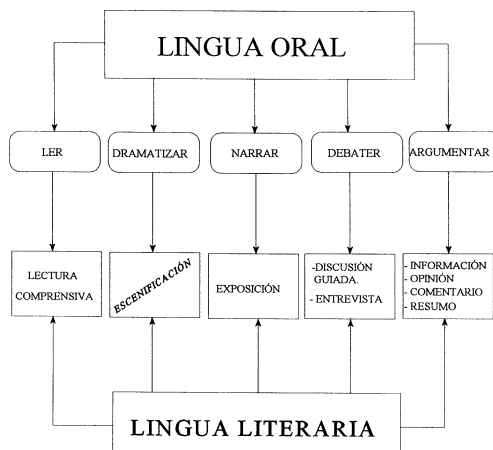 LINGUA ORAL
LER
DRAMATIZAR
NARRAR
DEBATER
ARGUMENTAR
LECTURA
COMPRENSIVA
ESCENIFICACIÓN
EXPOSICIÓN
-DISCUSIÓN
GUIADA.
- ENTREVISTA
- INFORMACIÓN
- OPINIÓN
- COMENTARIO
- RESUMO
LINGUA LITERARIA